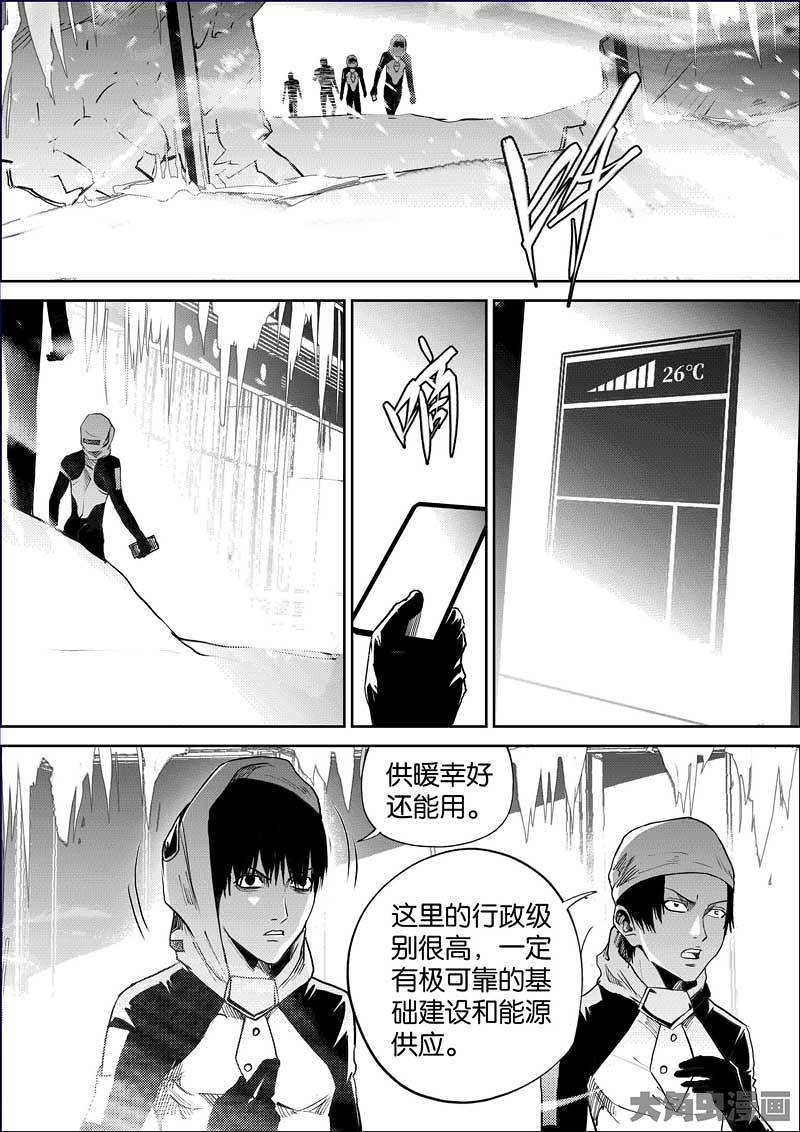 嘀
26℃
供暖幸好
还能用。
这里的行政级
别很高，一定
有极可靠的基
础建设和能源
供应。
大角虫漫画